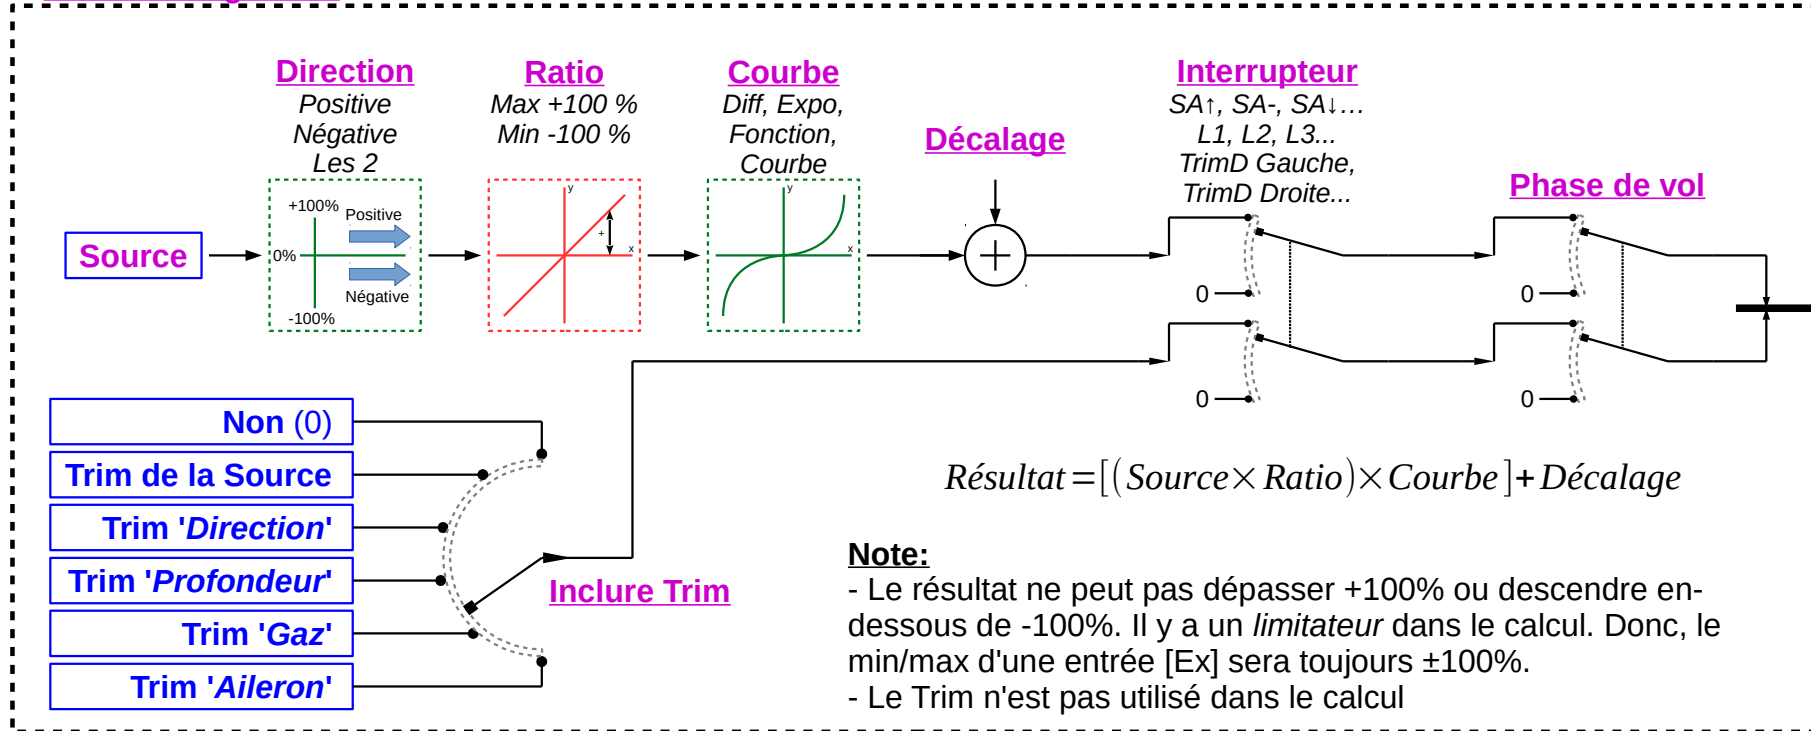 Direction
Positive
Négative
Les 2
Ratio
Max +100 %
Min -100 %
Courbe
Diff, Expo,
Fonction,
Courbe
Décalage
Interrupteur
SA↑, SA-, SA↓...
L1, L2, L3...
TrimD Gauche,
TrimD Droite...
Phase de vol
Source
+100%
Positive
0%
Négative
-100%
y
+
x
y
x
0
0
0
0
Non (0)
Trim de la Source
Trim 'Direction'
Trim 'Profondeur'
Trim 'Gaz'
Trim 'Aileron'
Inclure Trim
Résultat=[(Source×Ratio)×Courbe]+Décalage
Note:
- Le résultat ne peut pas dépasser +100% ou descendre en-
dessous de -100%. Il y a un limitateur dans le calcul. Donc, le
min/max d'une entrée [Ex] sera toujours ±100%.
- Le Trim n'est pas utilisé dans le calcul